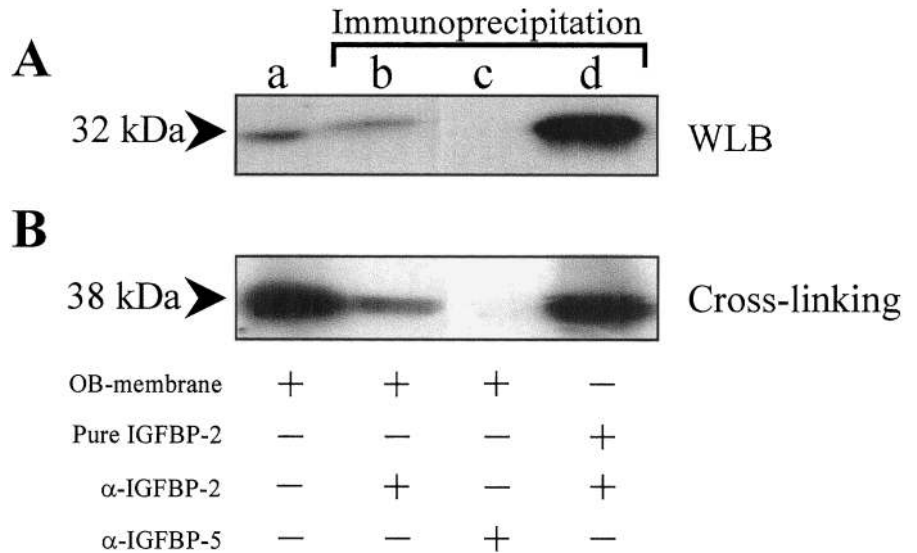 Immunoprecipitation
A
a b c d
32 kDa WLB
B
38 kDa Cross-linking
OB-membrane + + + −
Pure IGFBP-2 − − − +
α-IGFBP-2 − + − +
α-IGFBP-5 − − + −